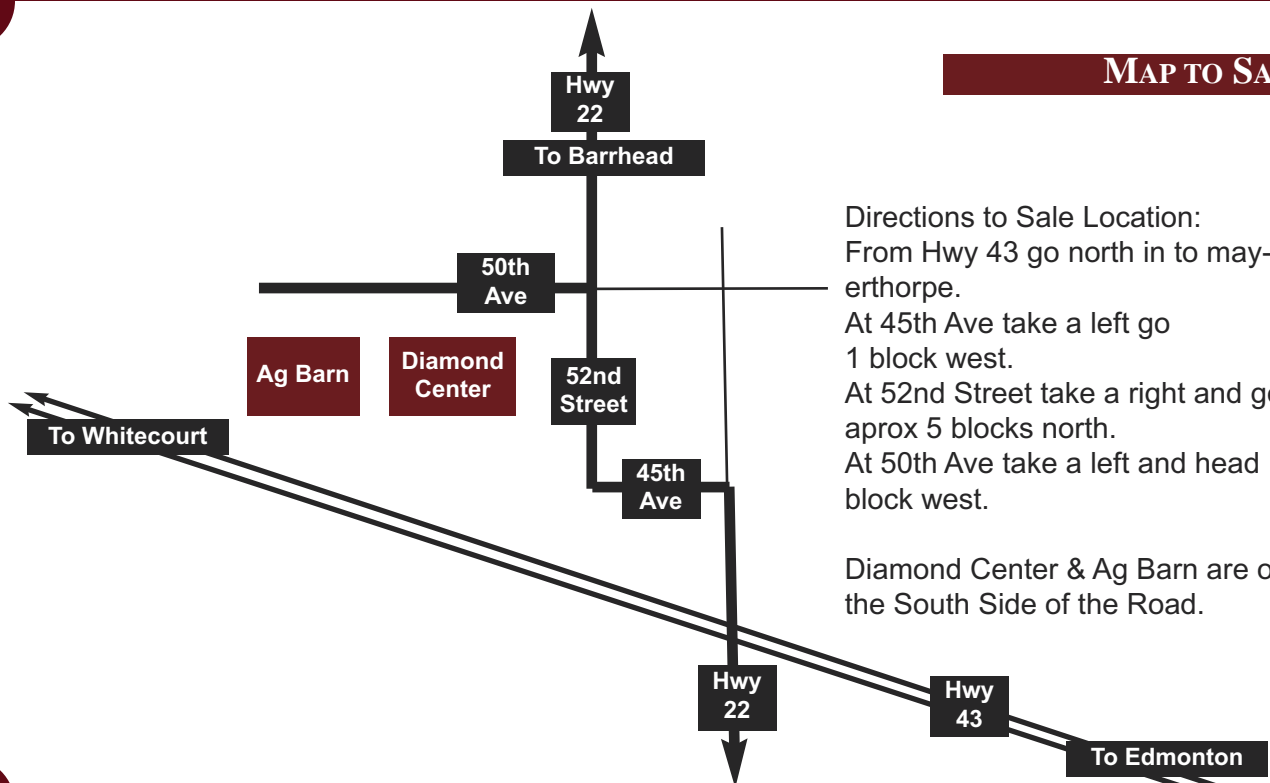 MAP TO SA
Hwy
22
To Barrhead
50th
Ave
Ag Barn
Diamond
Center
52nd
Street
To Whitecourt
45th
Ave
Hwy
22
Hwy
43
To Edmonton
Directions to Sale Location:
From Hwy 43 go north in to may-
erthorpe.
At 45th Ave take a left go
1 block west.
At 52nd Street take a right and go
aprox 5 blocks north.
At 50th Ave take a left and head
block west.
Diamond Center & Ag Barn are o
the South Side of the Road.